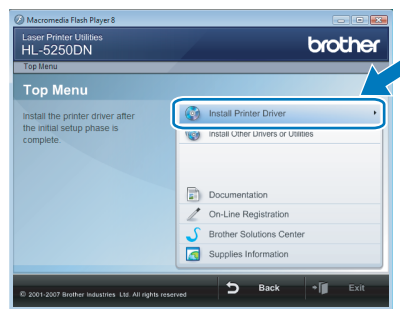 Macromedia Flash Player 8
Laser Printer Utilities
HL-5250DN
brother
Top Menu
Top Menu
Install the printer driver after
the initial setup phase is
complete.
Install Printer Driver
Install Other Drivers or Utilities
Documentation
On-Line Registration
Brother Solutions Center
Supplies Information
© 2001-2007 Brother Industries Ltd. All rights reserved
Back
Exit